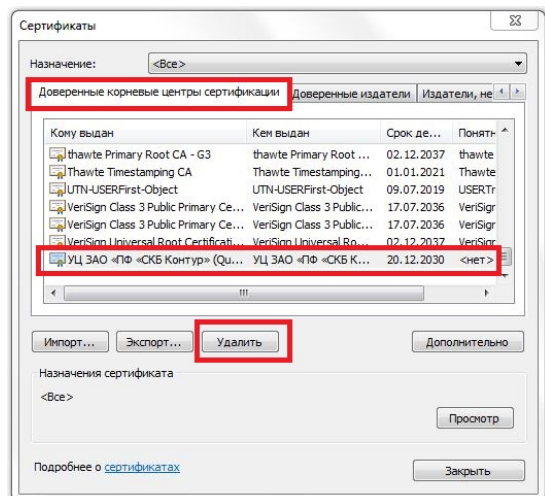 Сертификаты
Назначение: <Все>
Доверенные корневые центры сертификации Доверенные издатели Издатели, не
Кому выдан Кем выдан Срок де... Понятн
thawte Primary Root CA - G3 thawte Primary Root ... 02.12.2037 thawte
Thawte Timestamping CA Thawte Timestamping... 01.01.2021 Thawte
UTN-USERFirst-Object UTN-USERFirst-Object 09.07.2019 USERTr
VeriSign Class 3 Public Primary Ce... VeriSign Class 3 Public... 17.07.2036 VeriSigr
VeriSign Class 3 Public Primary Ce... VeriSign Class 3 Public... 17.07.2036 VeriSigr
VeriSign Universal Root Certificati... VeriSign Universal Ro... 02.12.2037 VeriSigr
УЦ ЗАО «ПФ «СКБ Контур» (Qu... УЦ ЗАО «ПФ «СКБ К... 20.12.2030 <нет>
Импорт... Экспорт... Удалить Дополнительно
Назначения сертификата
<Все>
Просмотр
Подробнее о сертификатах Закрыть